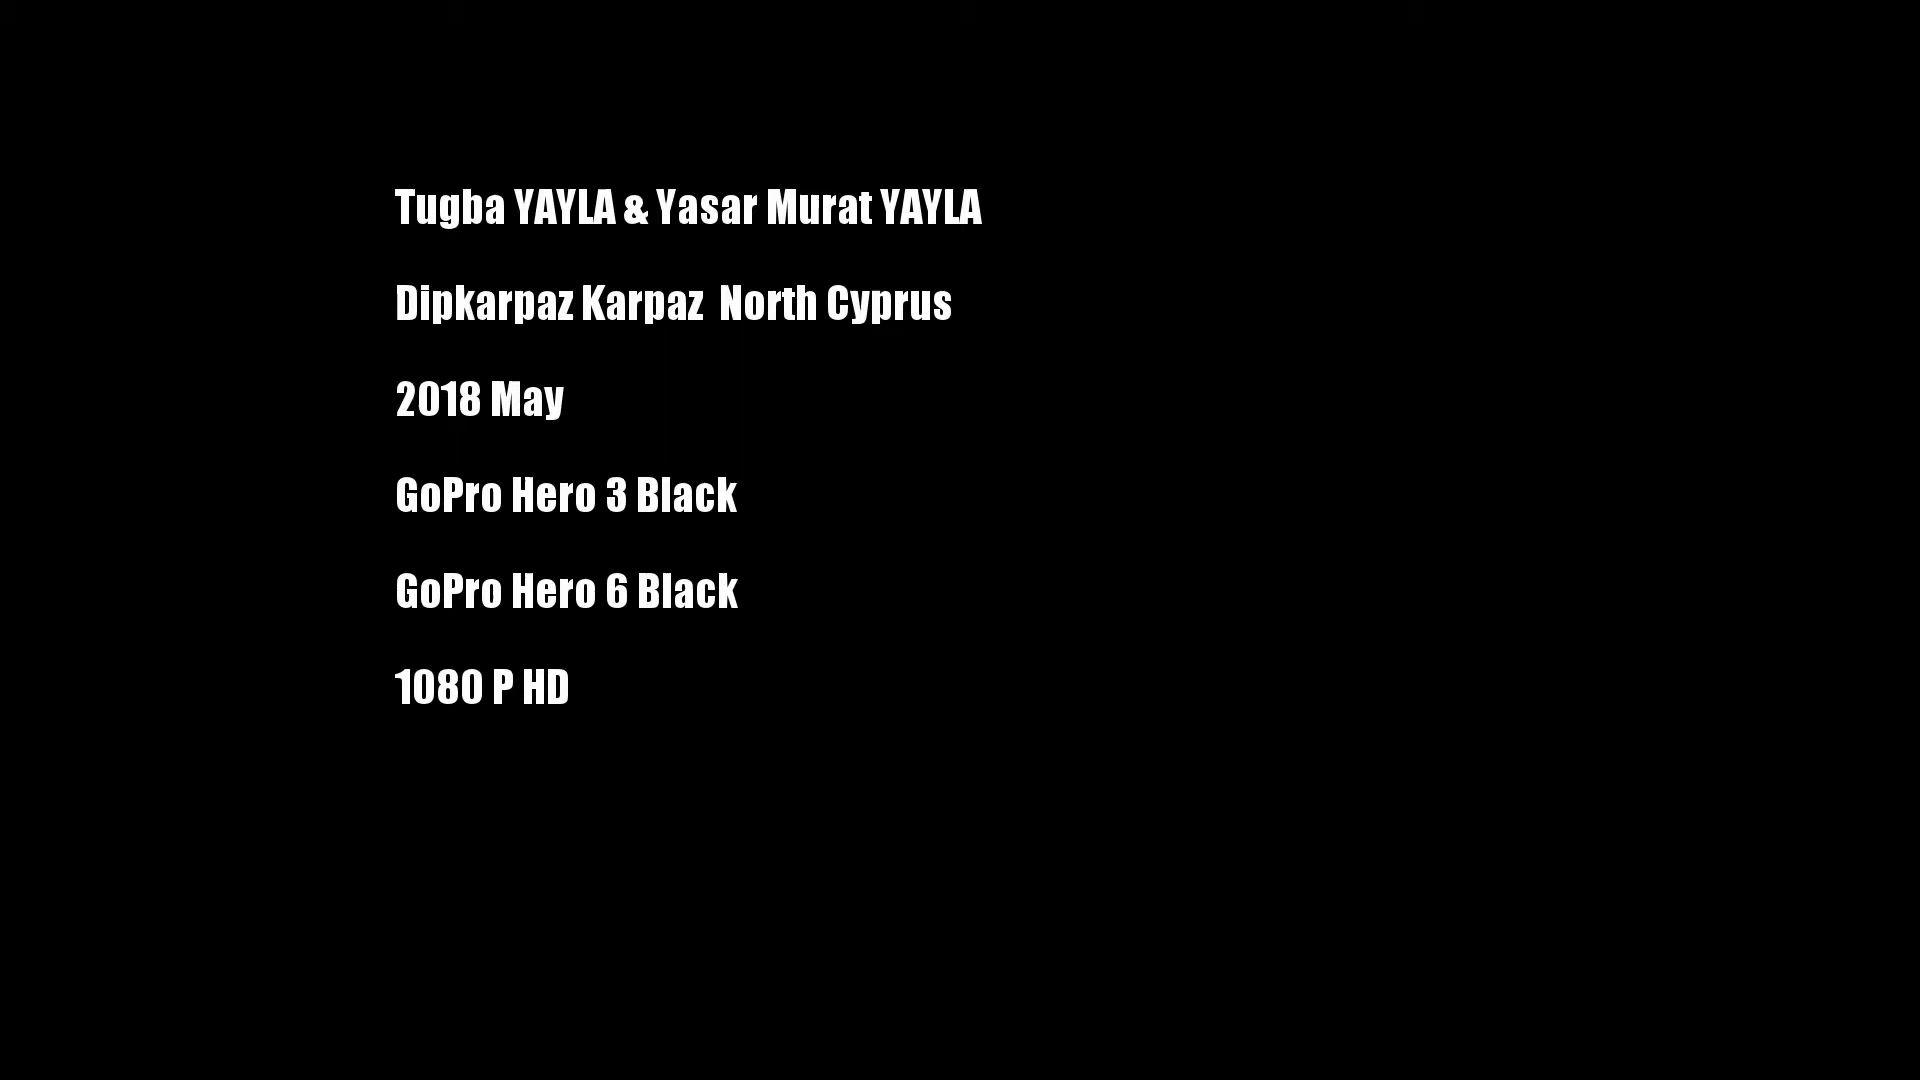 Tugba YAYLA & Yasar Murat YAYLA
Dipkarpaz Karpaz  North Cyprus
2018 May
GoPro Hero 3 Black
GoPro Hero 6 Black
1080 P HD